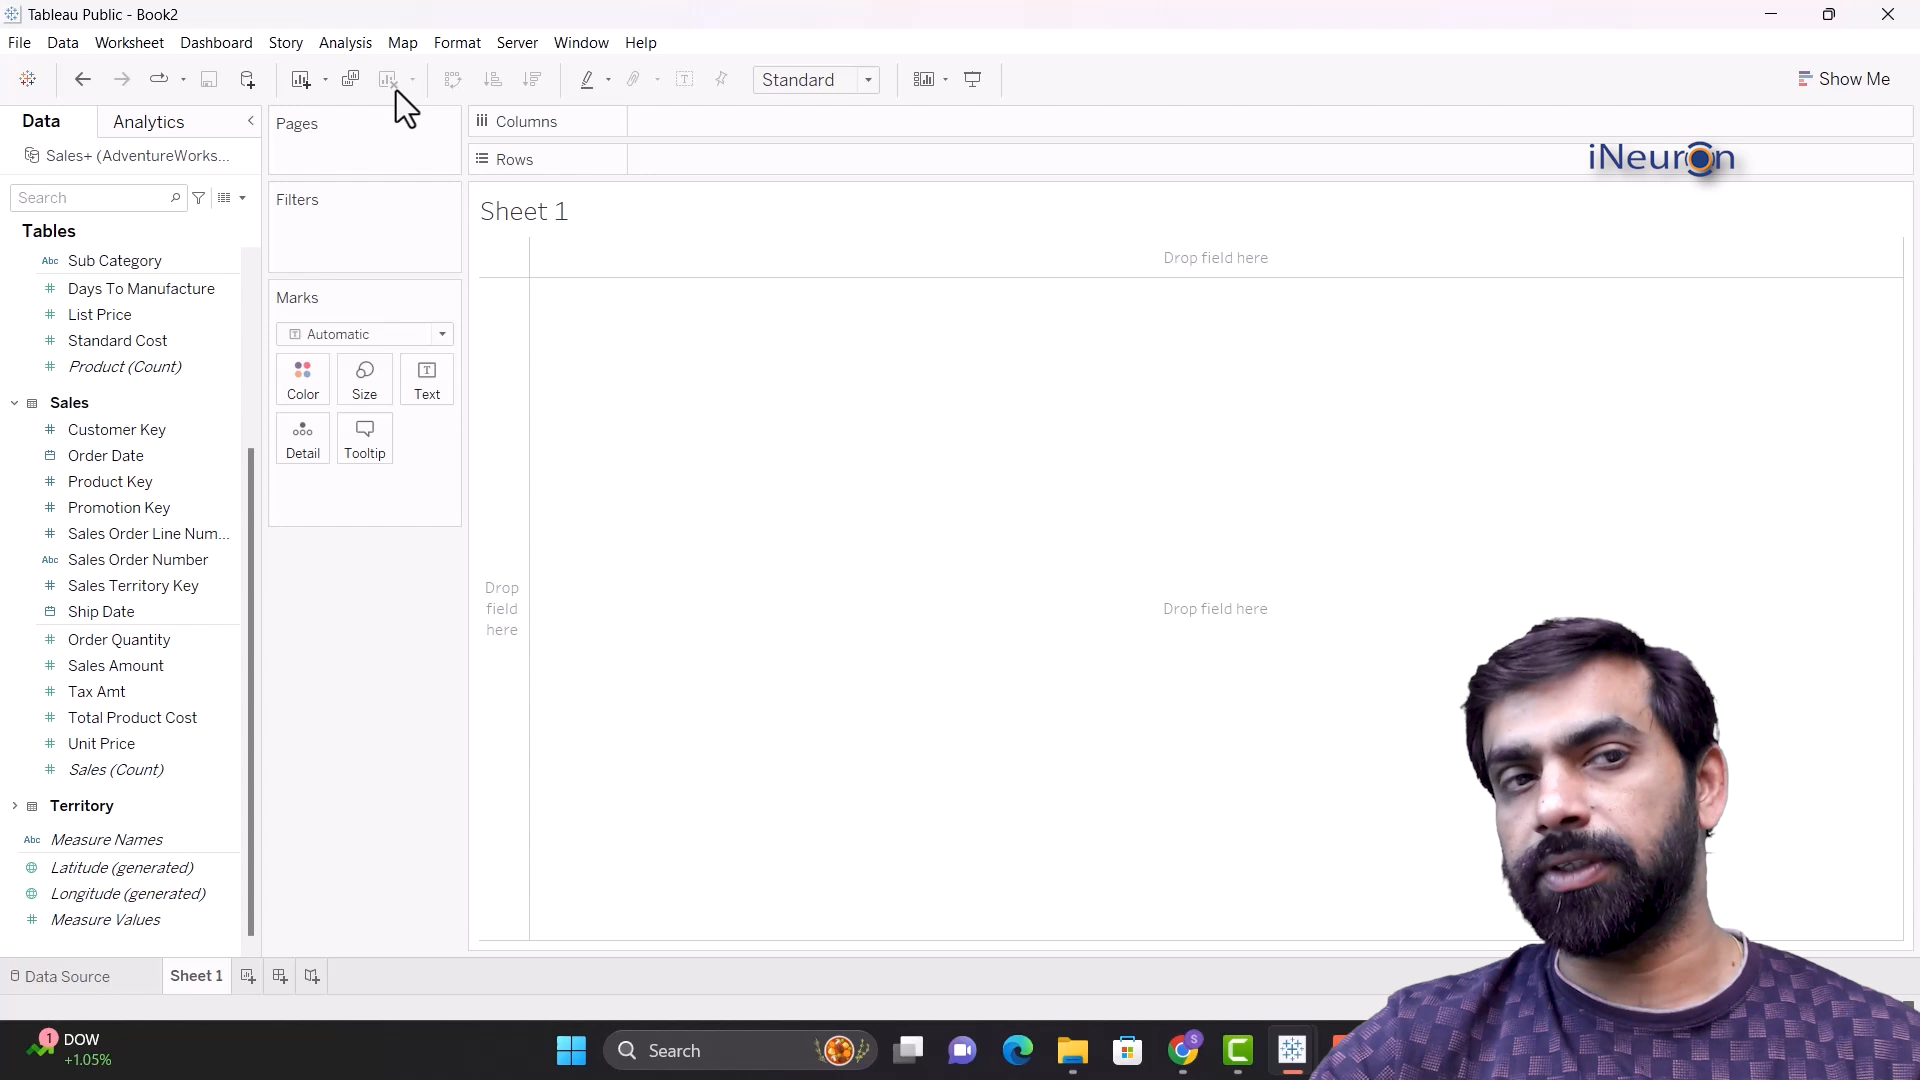 Tableau Public - Book2
File Data Worksheet Dashboard Story Analysis Map Format Server Window Help
Standard
Show Me
Data Analytics
Sales+ (AdventureWorks...
Search
Tables
Abc Sub Category
# Days To Manufacture
# List Price
# Standard Cost
# Product (Count)
Sales
# Customer Key
Order Date
# Product Key
# Promotion Key
# Sales Order Line Num...
Abc Sales Order Number
# Sales Territory Key
Ship Date
# Order Quantity
# Sales Amount
# Tax Amt
# Total Product Cost
# Unit Price
# Sales (Count)
Territory
Abc Measure Names
Latitude (generated)
Longitude (generated)
# Measure Values
Pages
Filters
Marks
T Automatic
Color Size T Text
Detail Tooltip
Columns
Rows
iNeuron
Sheet 1
Drop field here
Drop
field
here
Drop field here
Data Source Sheet 1
1 DOW
+1.05%
Search
S